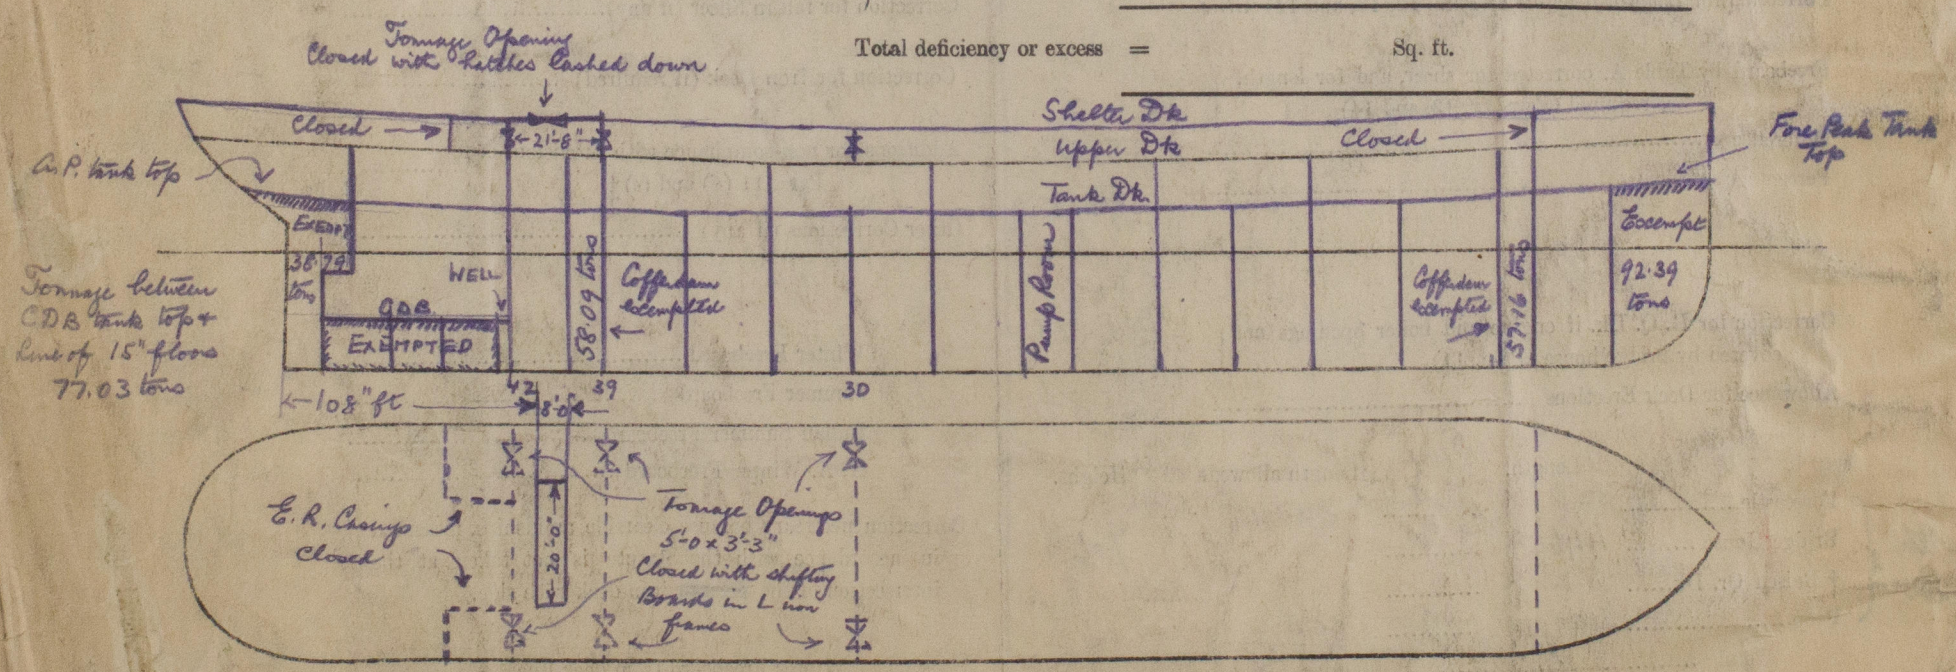 Total deficiency or excess = Sq. ft.
Tonnage Opening
Closed with hatches lashed down
Closed
21'-8"
Shelter Dk
Upper Dk
Tank Dk.
Closed
Fore Peak Tank
Top
A.P. tank top
EXEMPT
38.79
tons
WELL
58.09 tons
Cofferdam
exempted
Pump Room
Cofferdam
exempted
57.16 tons
Exempt
92.39
tons
Tonnage between
CDB tank top &
Line of 15" floors
77.03 tons
CDB
EXEMPTED
42
39
30
108" ft
8'-0"
E.R. Casings
Closed
20'-0"
Tonnage Openings
5'-0 x 3'-3"
Closed with shifting
Boards in L iron
frames